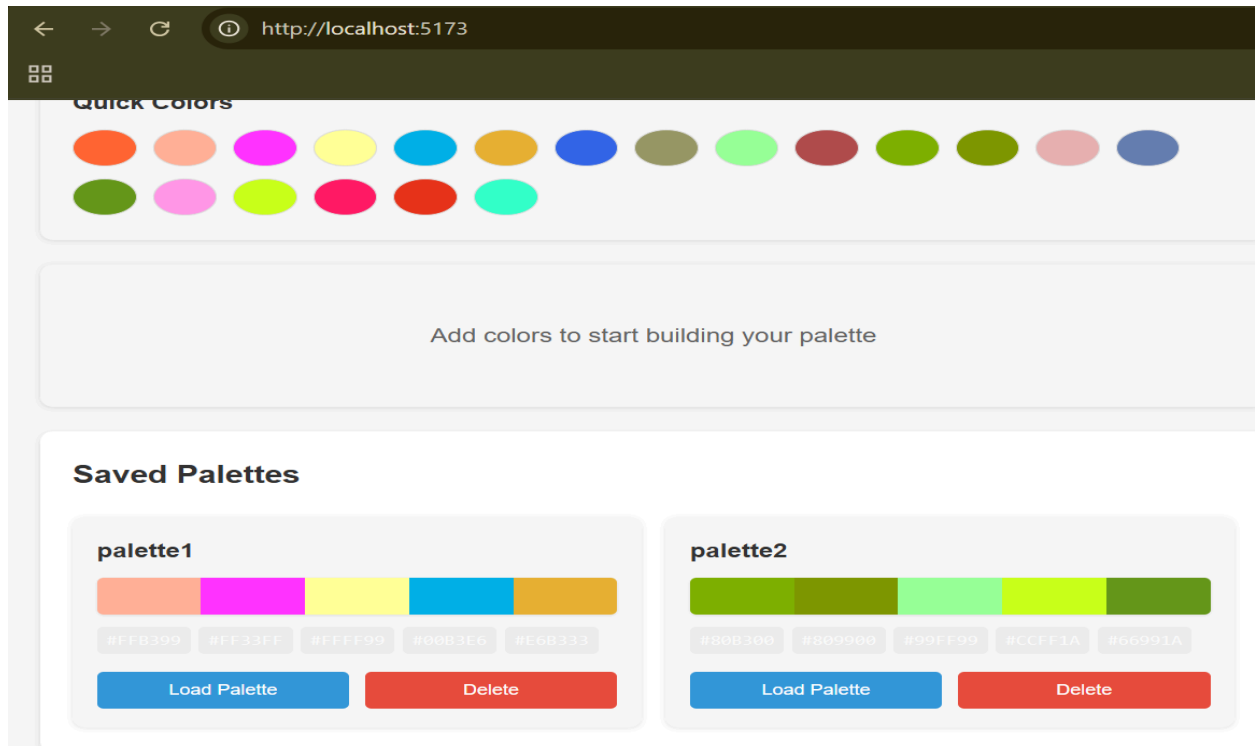 http://localhost:5173
Quick Colors
Add colors to start building your palette
Saved Palettes
palette1
#FFB399 #FF33FF #FFFF99 #00B3E6 #E6B333
Load Palette Delete
palette2
#80B300 #809900 #99FF99 #CCFF1A #66991A
Load Palette Delete